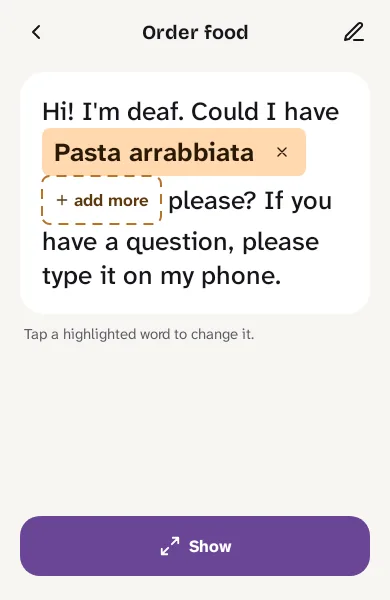 Order food
Hi! I'm deaf. Could I have
Pasta arrabbiata ×
+ add more please? If you
have a question, please
type it on my phone.
Tap a highlighted word to change it.
Show